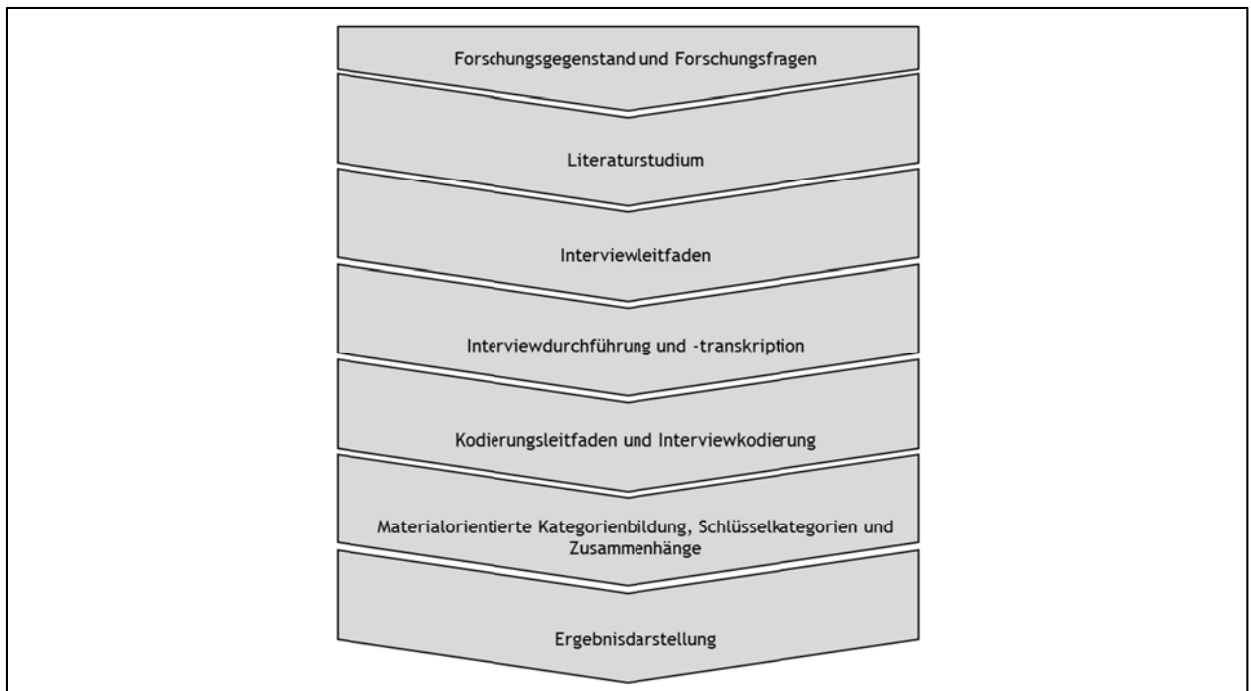 Forschungsgegenstand und Forschungsfragen
Literaturstudium
Interviewleitfaden
Interviewdurchführung und -transkription
Kodierungsleitfaden und Interviewkodierung
Materialorientierte Kategorienbildung, Schlüsselkategorien und
Zusammenhänge
Ergebnisdarstellung